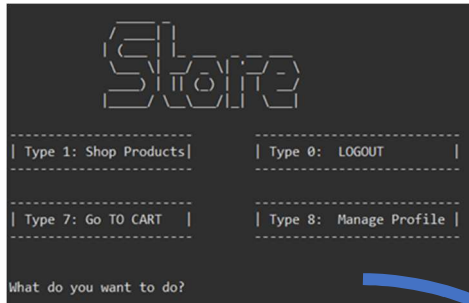 Store
Type 1: Shop Products
Type 0: LOGOUT
Type 7: Go TO CART
Type 8: Manage Profile
What do you want to do?